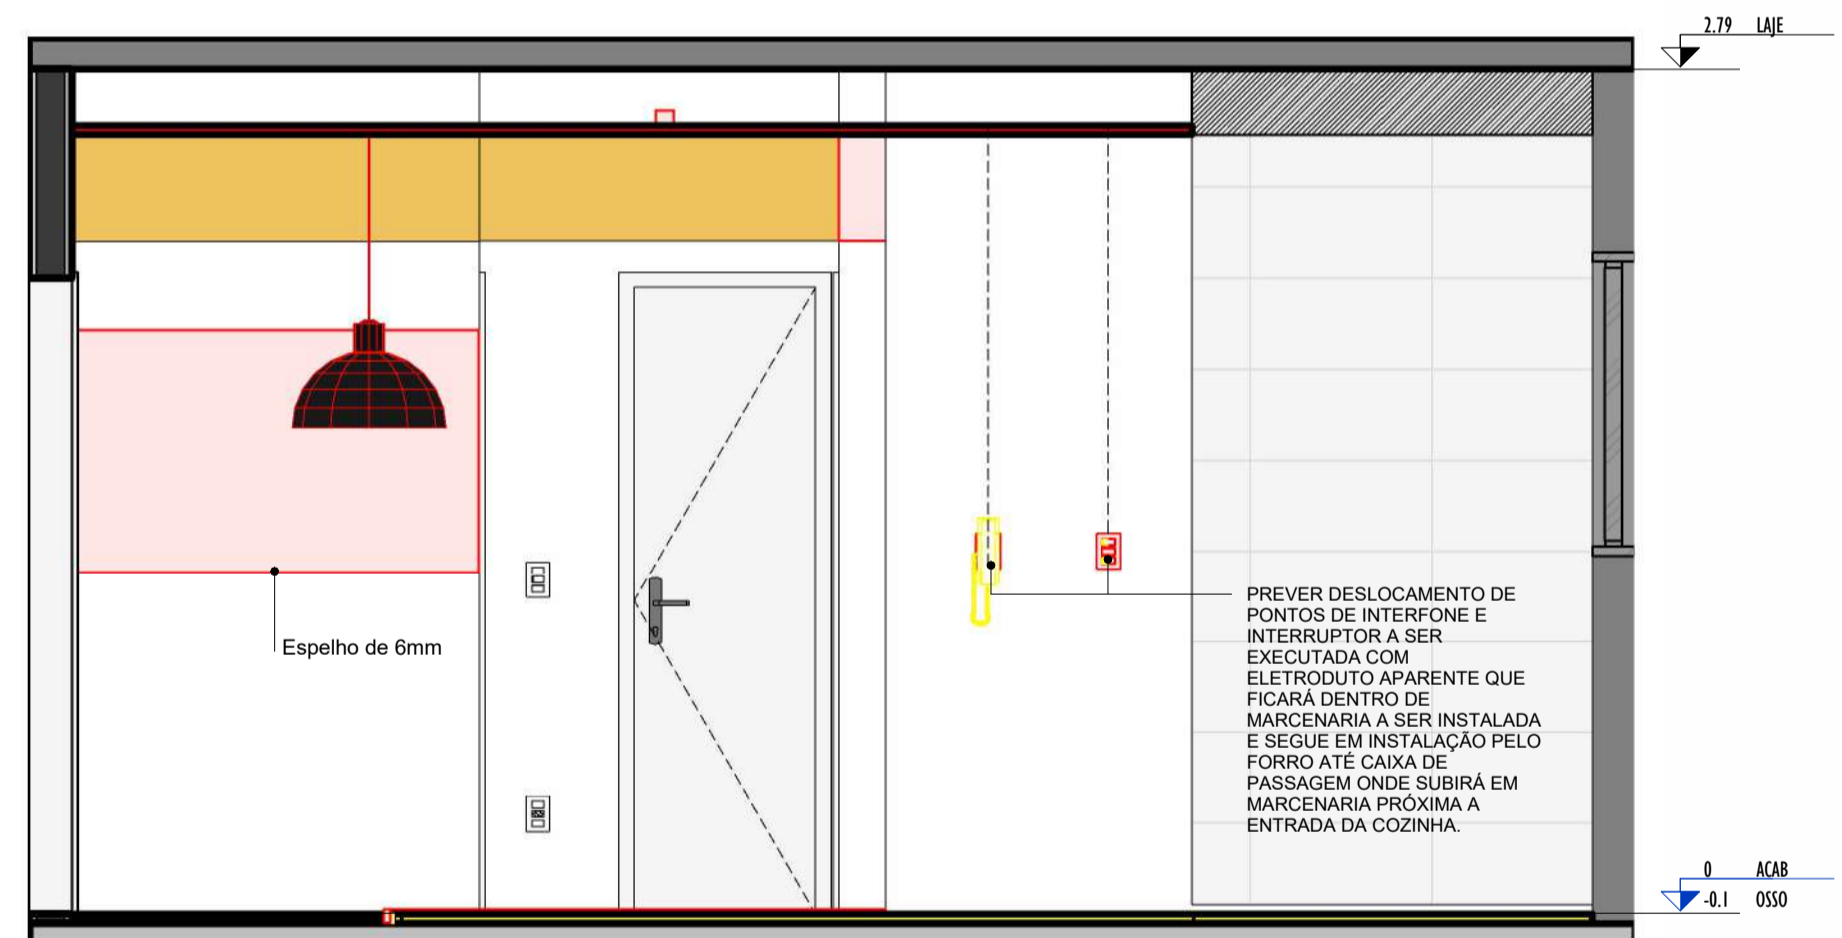 2.79 LAJE
Espelho de 6mm
PREVER DESLOCAMENTO DE
PONTOS DE INTERFONE E
INTERRUPTOR A SER
EXECUTADA COM
ELETRODUTO APARENTE QUE
FICARÁ DENTRO DE
MARCENARIA A SER INSTALADA
E SEGUE EM INSTALAÇÃO PELO
FORRO ATÉ CAIXA DE
PASSAGEM ONDE SUBIRÁ EM
MARCENARIA PRÓXIMA A
ENTRADA DA COZINHA.
0 ACAB
-0.1 OSSO